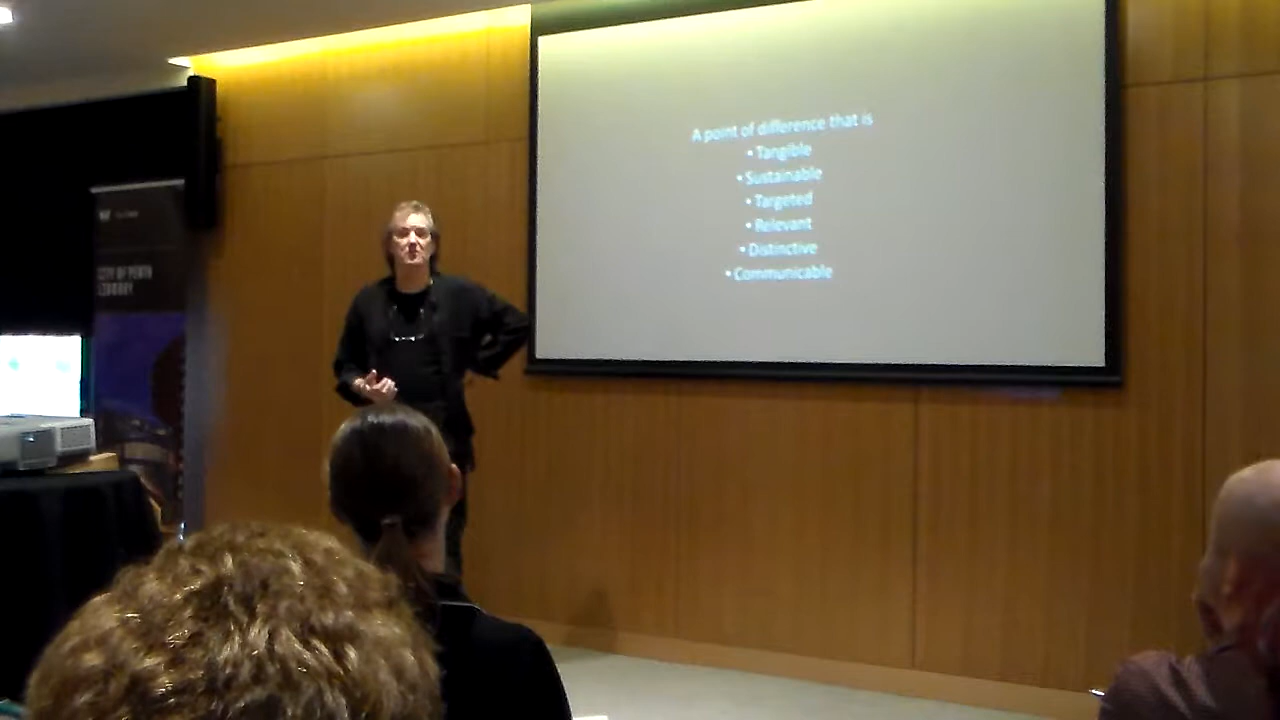 A point of difference that is
• Tangible
• Sustainable
• Targeted
• Relevant
• Distinctive
• Communicable
CITY OF PERTH
LIBRARY